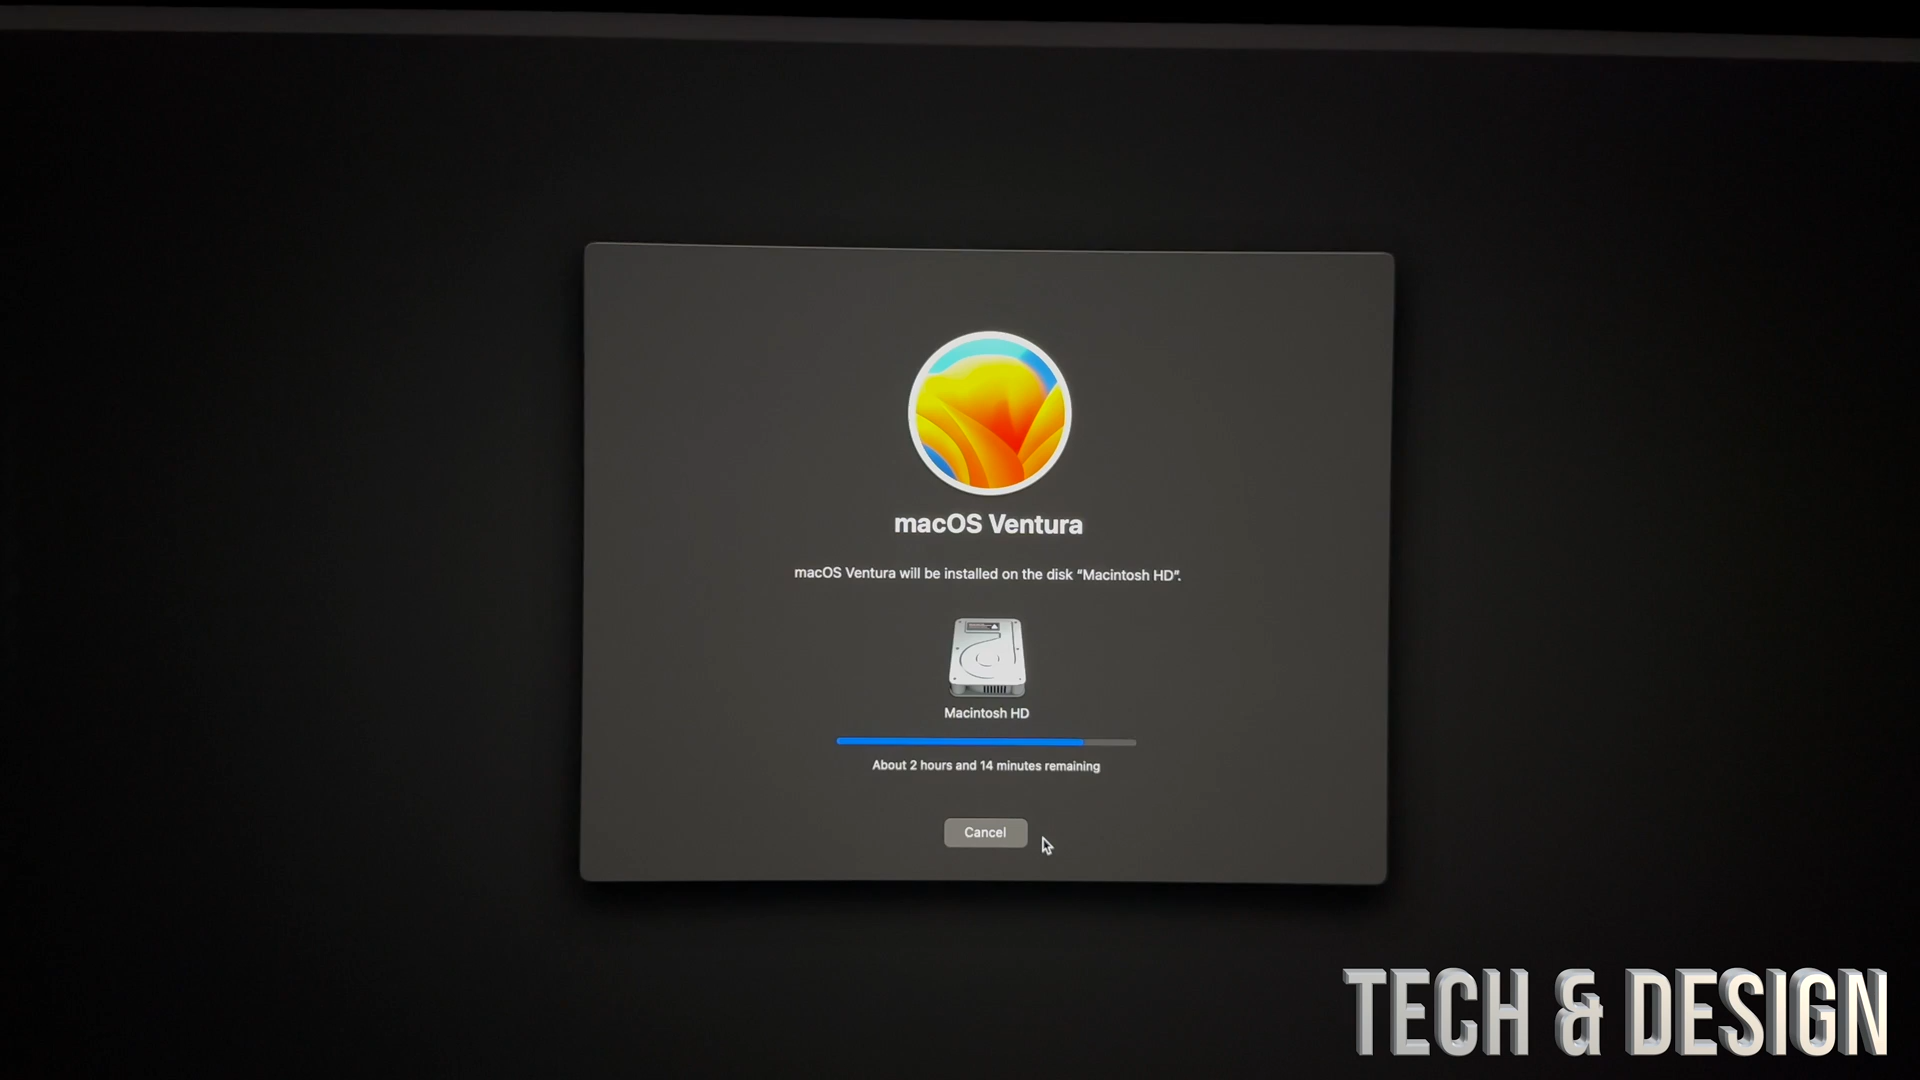 macOS Ventura
macOS Ventura will be installed on the disk “Macintosh HD”.
Macintosh HD
About 2 hours and 14 minutes remaining
Cancel
TECH & DESIGN